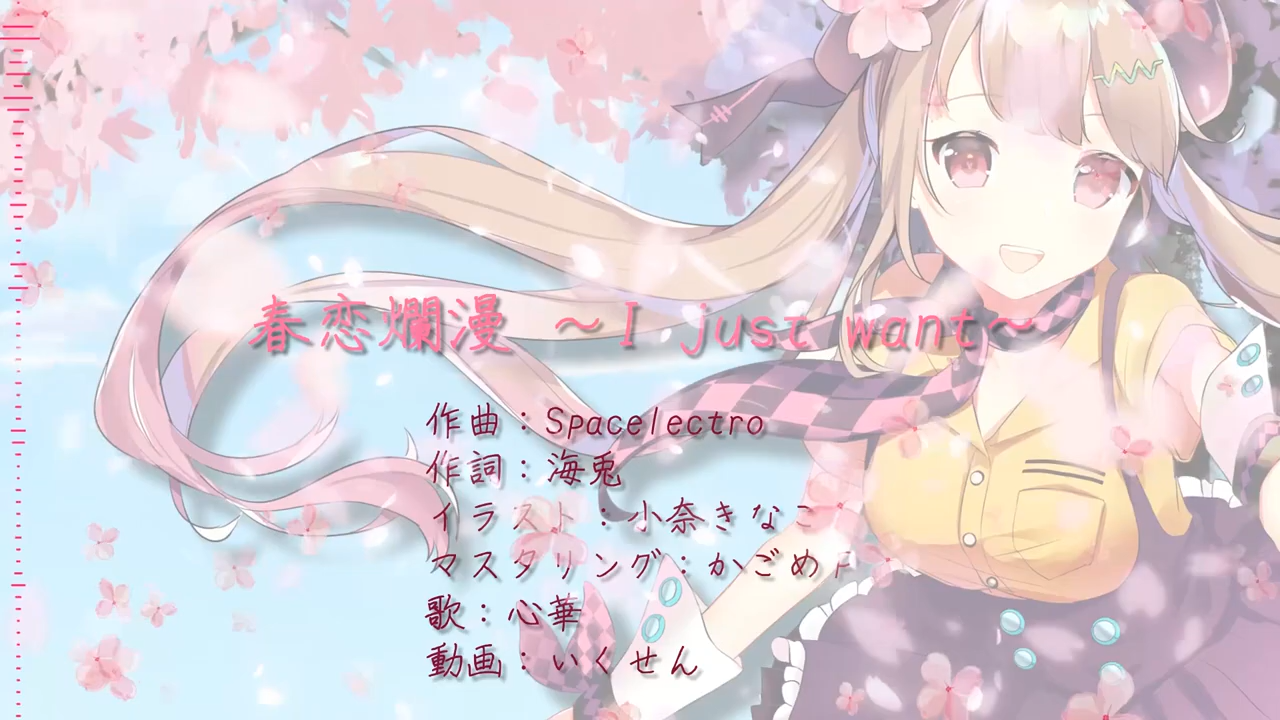 春恋爛漫 ～I just want～
作曲：Spacelectro
作詞：海兎
イラスト：小奈きなこ
マスタリング：かごめP
歌：心華
動画：いくせん